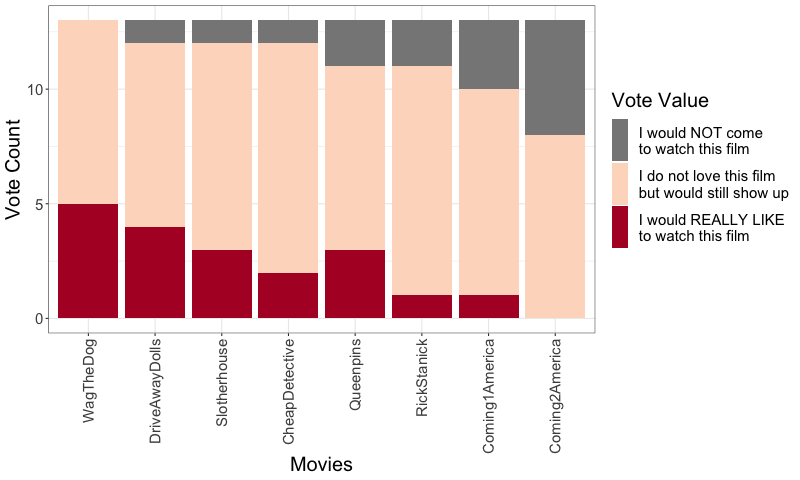 Vote Count
10
5
0
WagTheDog
DriveAwayDolls
Slotherhouse
CheapDetective
Queenpins
RickStanick
Coming1America
Coming2America
Movies
Vote Value
I would NOT come
to watch this film
I do not love this film
but would still show up
I would REALLY LIKE
to watch this film